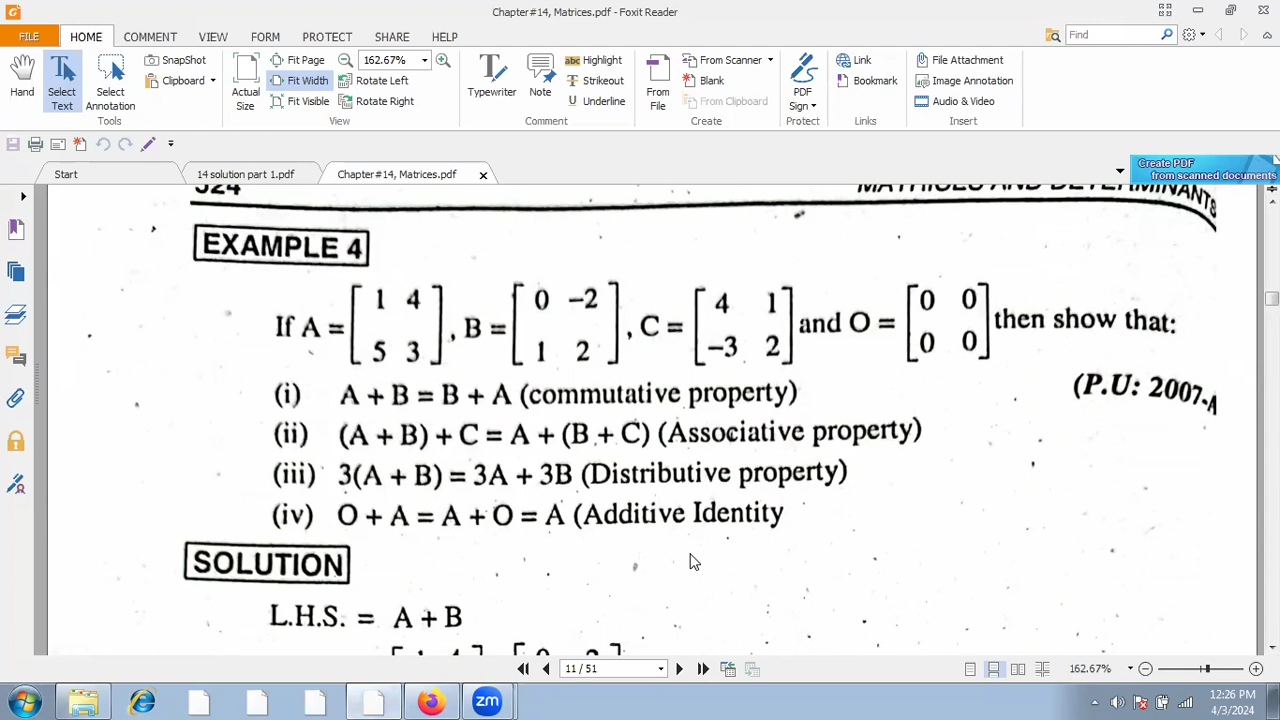 Chapter#14, Matrices.pdf - Foxit Reader
FILE HOME COMMENT VIEW FORM PROTECT SHARE HELP
Find
Hand
Select Text
Select Annotation
SnapShot
Clipboard
Tools
Actual Size
Fit Page
Fit Width
Fit Visible
162.67%
Rotate Left
Rotate Right
View
Typewriter
Note
Highlight
Strikeout
Underline
Comment
From File
From Scanner
Blank
From Clipboard
Create
PDF Sign
Protect
Link
Bookmark
Links
File Attachment
Image Annotation
Audio & Video
Insert
Start
14 solution part 1.pdf
Chapter#14, Matrices.pdf
Create PDF
from scanned documents
324 MATRICES AND DETERMINANTS
EXAMPLE 4
If A = [1 4 5 3], B = [0 -2 1 2], C = [4 1 -3 2] and O = [0 0 0 0] then show that:
(i) A + B = B + A (commutative property) (P.U: 2007-A
(ii) (A + B) + C = A + (B + C) (Associative property)
(iii) 3(A + B) = 3A + 3B (Distributive property)
(iv) O + A = A + O = A (Additive Identity
SOLUTION
L.H.S. = A + B
11 / 51
162.67%
zm
12:26 PM
4/3/2024